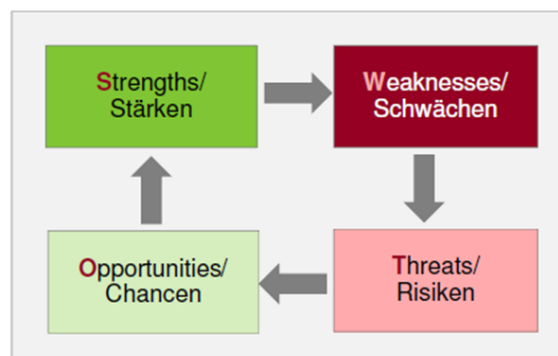 Strengths/
Stärken
Weaknesses/
Schwächen
Opportunities/
Chancen
Threats/
Risiken